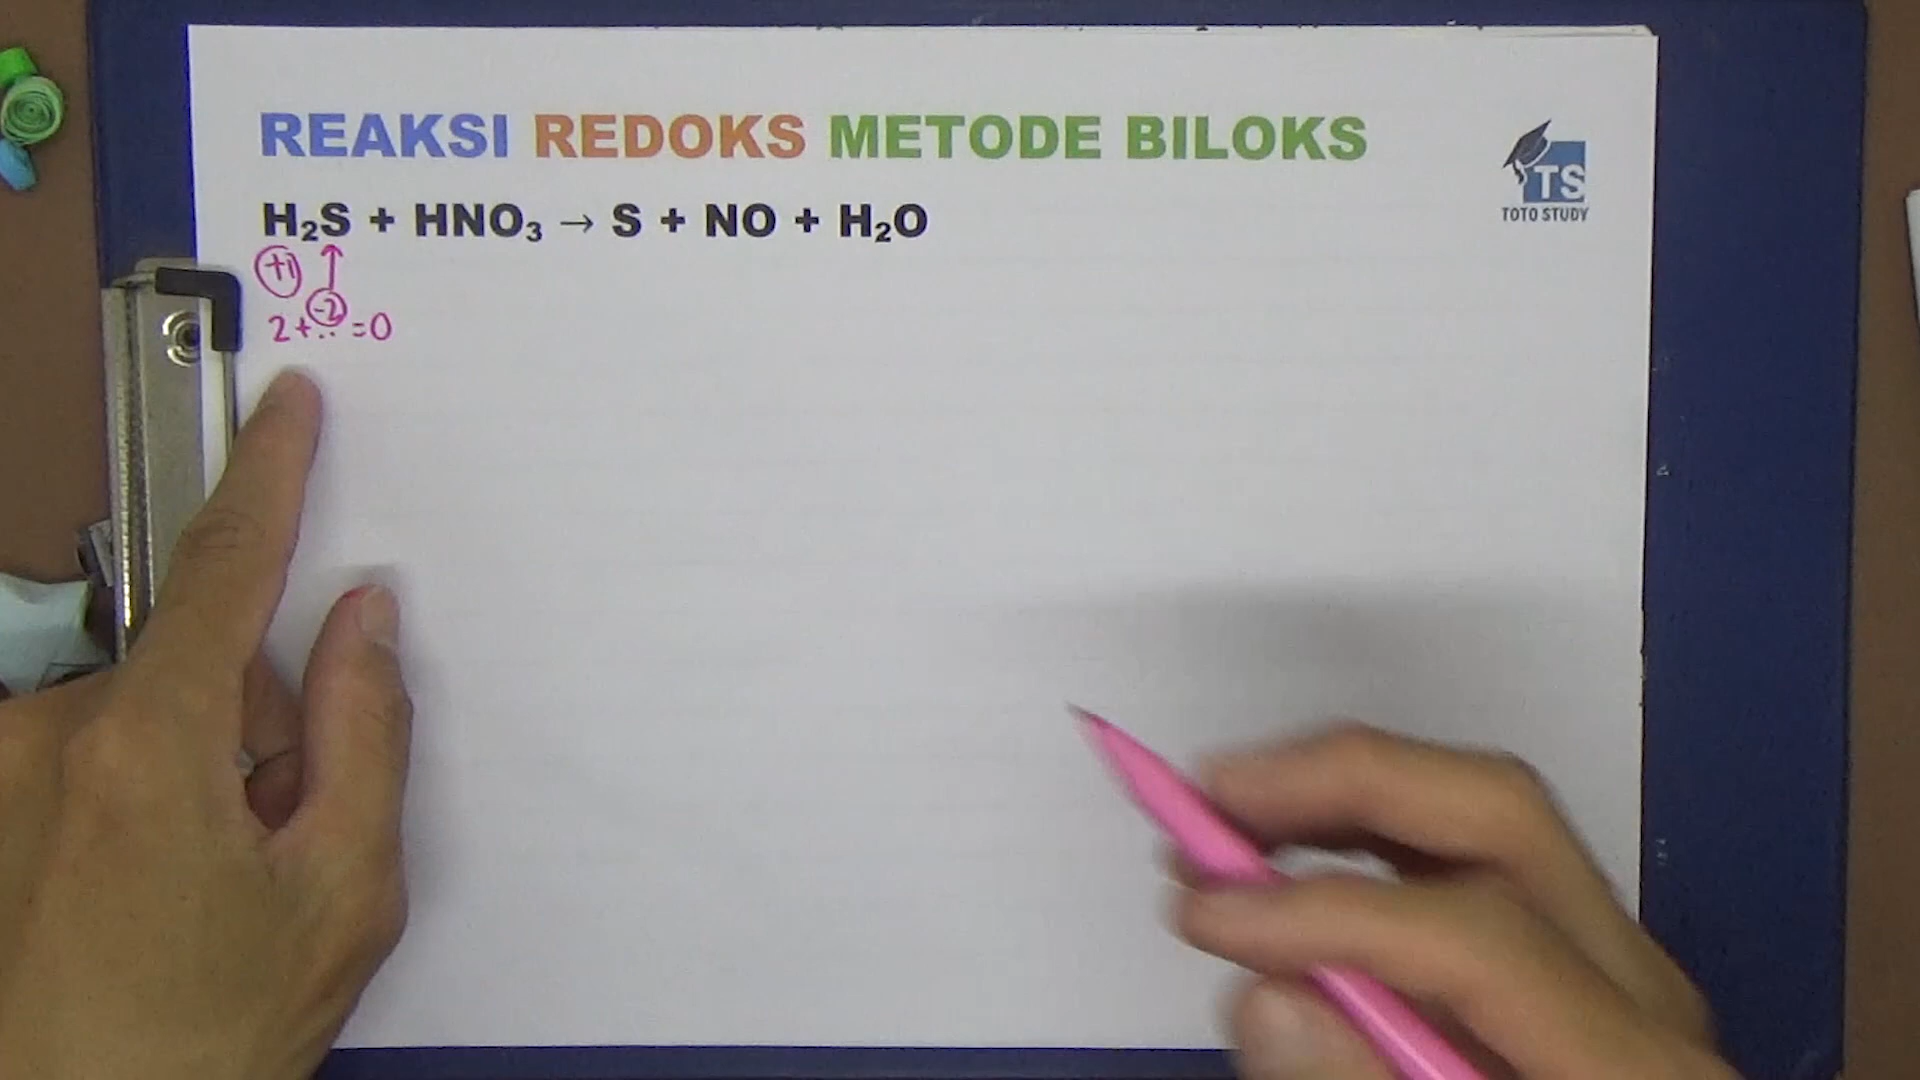 REAKSI REDOKS METODE BILOKS
TS
TOTO STUDY
H₂S + HNO₃ → S + NO + H₂O
+1
-2
2+.. =0